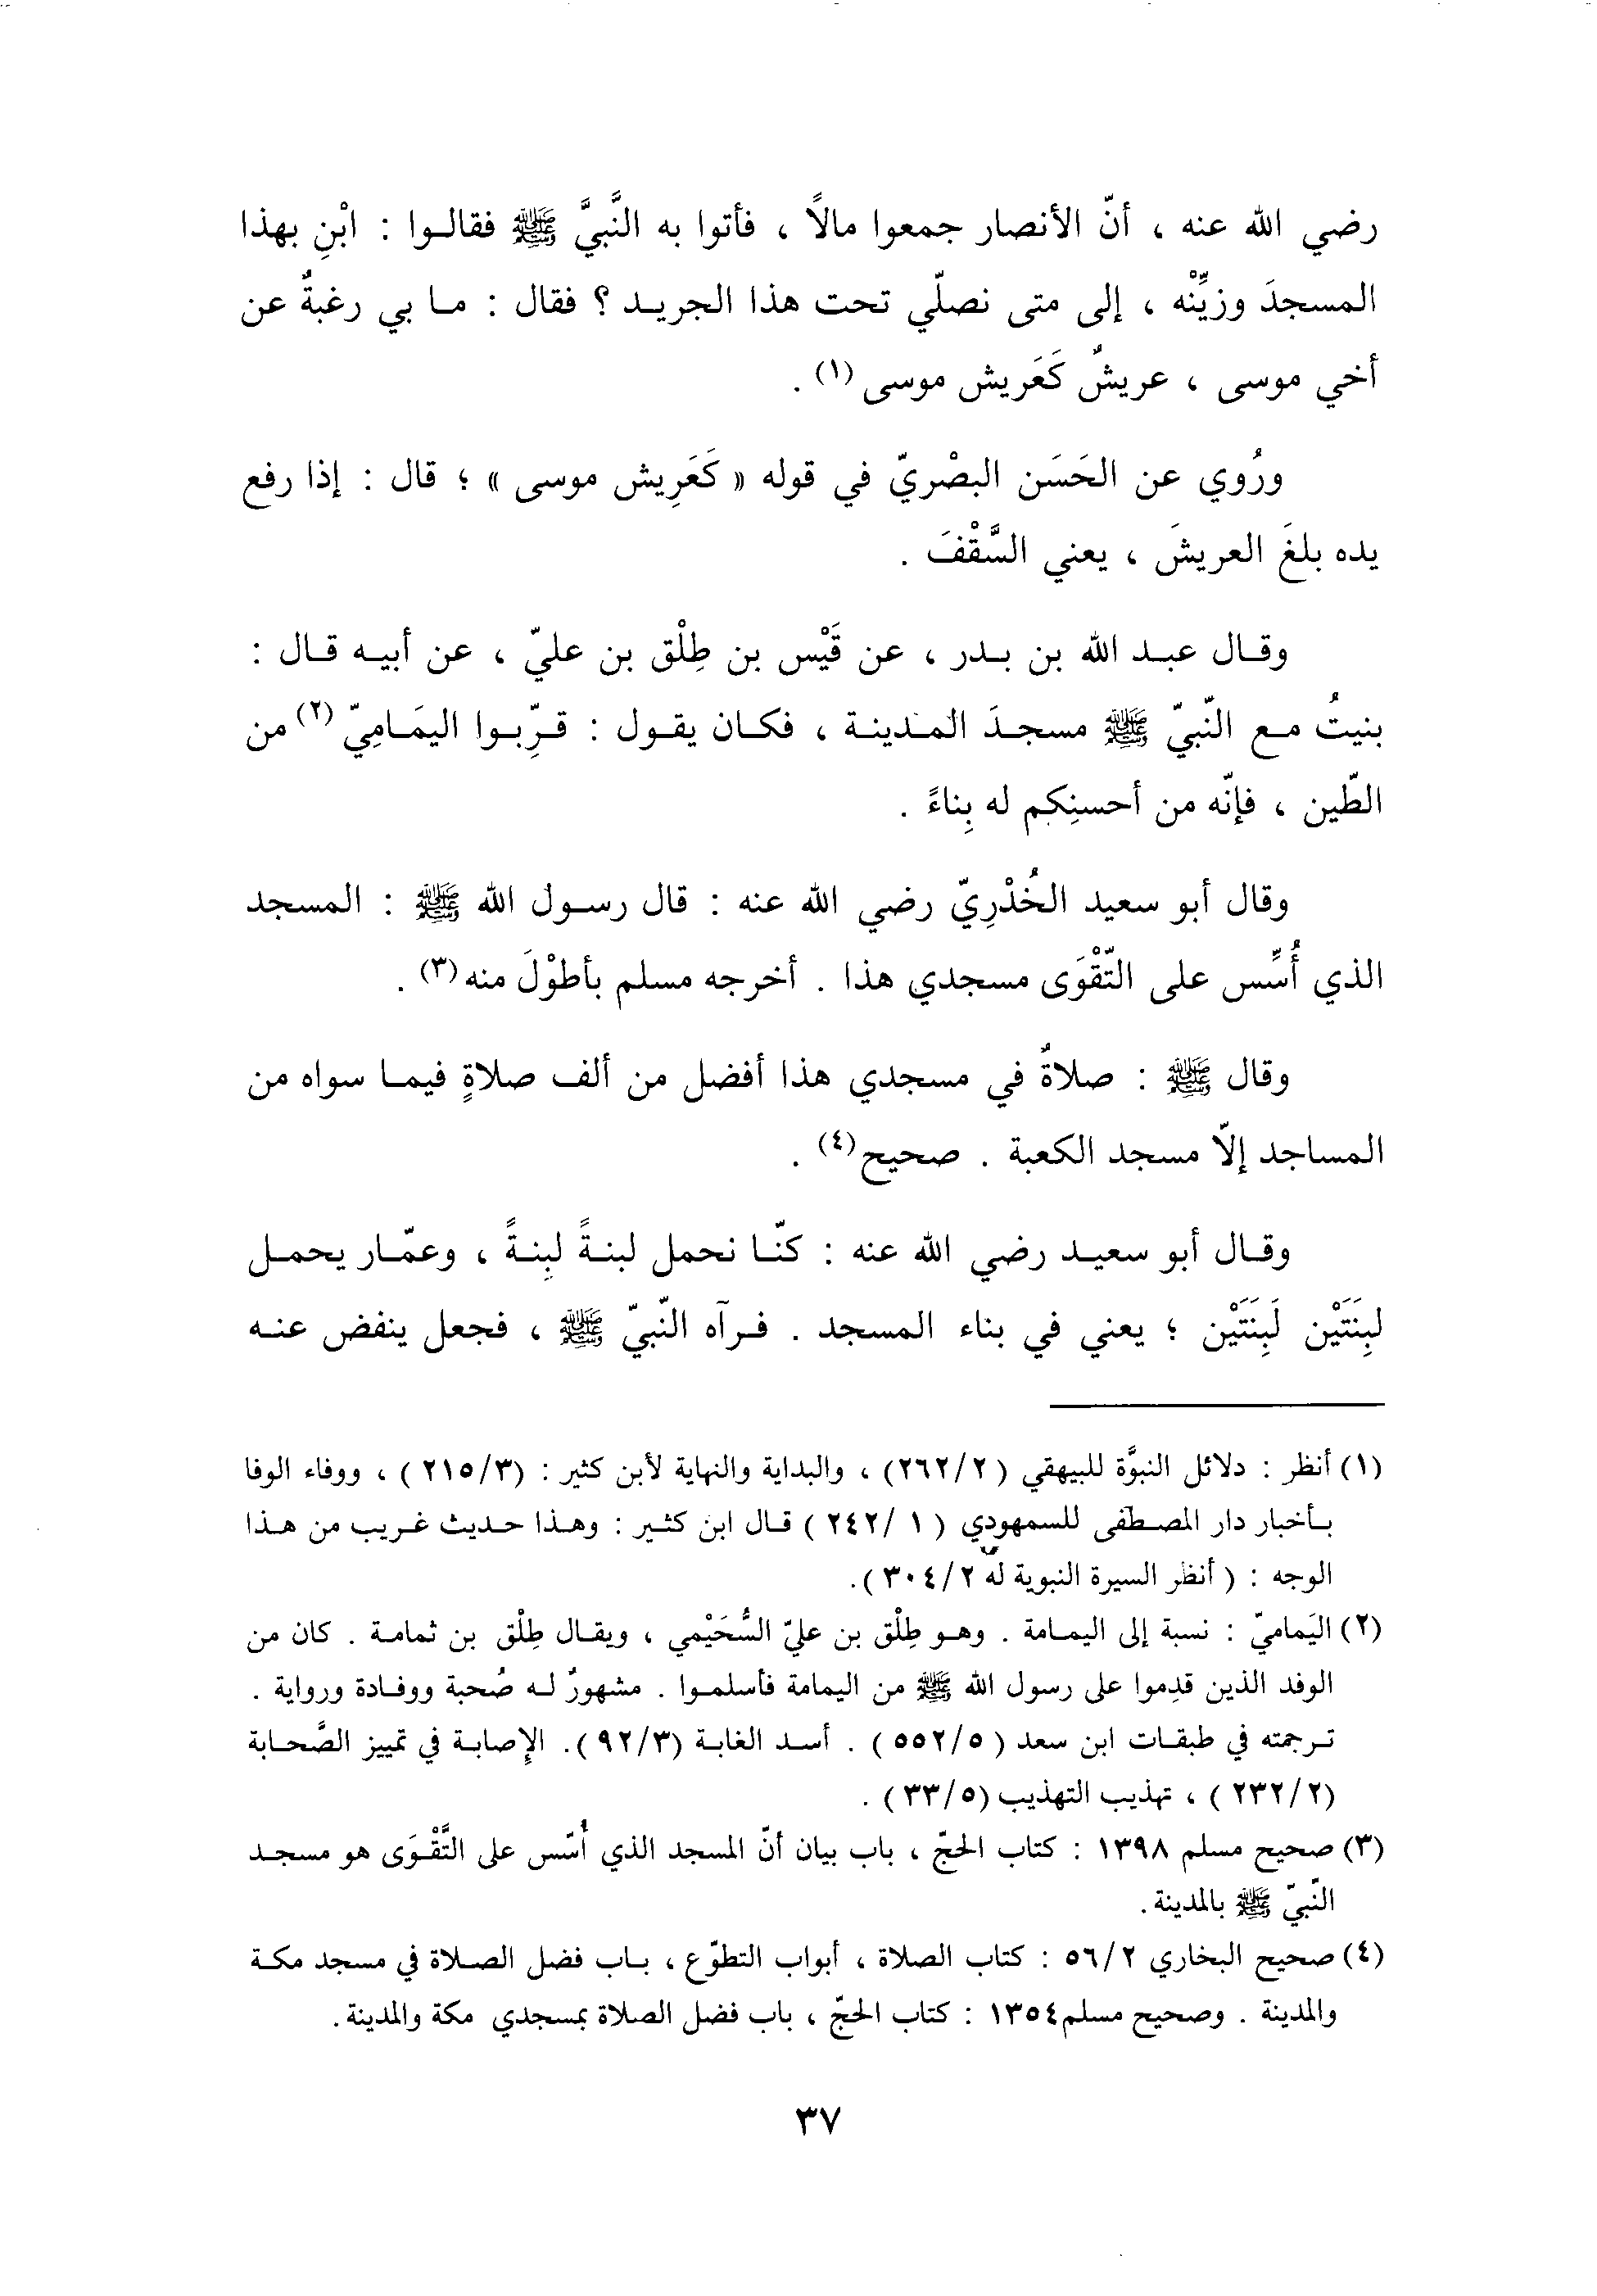 رضي الله عنه ، أنّ الأنصار جمعوا مالاً ، فأتوا به النَّبيَّ ﷺ فقالوا : ابْنِ بهذا
المسجدَ وزيِّنْه ، إلى متى نصلّي تحت هذا الجريد ؟ فقال : ما بي رغبةٌ عن
أخي موسى ، عريشٌ كَعَريش موسى (١) .
ورُوي عن الحَسَن البصْريّ في قوله « كَعَرِيش موسى » ؛ قال : إذا رفع
يده بلغَ العريشَ ، يعني السَّقْفَ .
وقال عبد الله بن بدر ، عن قَيْس بن طِلْق بن عليّ ، عن أبيه قال :
بنيتُ مع النّبيّ ﷺ مسجدَ المدينة ، فكان يقول : قرِّبوا اليمَامِيّ (٢) من
الطّين ، فإنّه من أحسنِكم له بِناءً .
وقال أبو سعيد الخُدْرِيّ رضي الله عنه : قال رسول الله ﷺ : المسجد
الذي أُسِّس على التّقْوَى مسجدي هذا . أخرجه مسلم بأطوْلَ منه (٣) .
وقال ﷺ : صلاةٌ في مسجدي هذا أفضل من ألف صلاةٍ فيما سواه من
المساجد إلاّ مسجد الكعبة . صحيح (٤) .
وقال أبو سعيد رضي الله عنه : كنّا نحمل لبنةً لبِنةً ، وعمّار يحمل
لبِنَتَيْن لَبِنَتَيْن ؛ يعني في بناء المسجد . فرآه النّبيّ ﷺ ، فجعل ينفض عنه
(١) أنظر : دلائل النبوَّة للبيهقي ( ٢٦٢/٢) ، والبداية والنهاية لأبن كثير : (٢١٥/٣ ) ، ووفاء الوفا
بأخبار دار المصطفى للسمهودي ( ١ /٢٤٢ ) قال ابن كثير : وهذا حديث غريب من هذا
الوجه : ( أنظر السيرة النبوية له ٣٠٤/٢ ).
(٢) اليَماميّ : نسبة إلى اليمامة . وهو طِلْق بن عليّ السُّحَيْمي ، ويقال طِلْق بن ثمامة . كان من
الوفد الذين قدِموا على رسول الله ﷺ من اليمامة فأسلموا . مشهورٌ له صُحبة ووفادة ورواية .
ترجمته في طبقات ابن سعد ( ٥٥٢/٥ ) . أسد الغابة (٩٢/٣ ). الإصابة في تمييز الصَّحابة
(٢٣٢/٢ ) ، تهذيب التهذيب (٣٣/٥ ) .
(٣) صحيح مسلم ١٣٩٨ : كتاب الحجّ ، باب بيان أنّ المسجد الذي أُسّس على التَّقْوَى هو مسجد
النّبيّ ﷺ بالمدينة .
(٤) صحيح البخاري ٥٦/٢ : كتاب الصلاة ، أبواب التطوّع ، باب فضل الصلاة في مسجد مكة
والمدينة . وصحيح مسلم١٣٥٤ : كتاب الحجّ ، باب فضل الصلاة بمسجدي مكة والمدينة .
٣٧